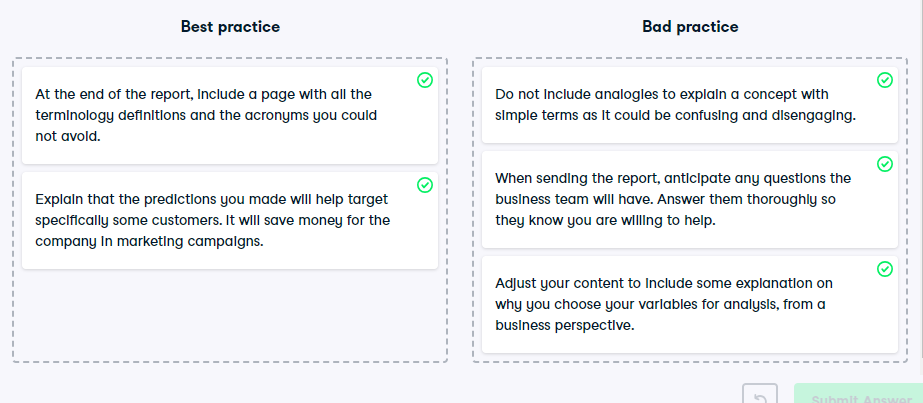 Best practice
Bad practice
At the end of the report, include a page with all the
terminology definitions and the acronyms you could
not avoid.
Explain that the predictions you made will help target
specifically some customers. It will save money for the
company in marketing campaigns.
Do not include analogies to explain a concept with
simple terms as it could be confusing and disengaging.
When sending the report, anticipate any questions the
business team will have. Answer them thoroughly so
they know you are willing to help.
Adjust your content to include some explanation on
why you choose your variables for analysis, from a
business perspective.
Submit Answer